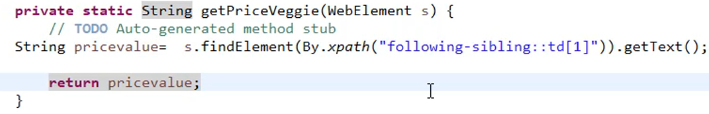 private static String getPriceVeggie(WebElement s) {
// TODO Auto-generated method stub
String pricevalue=  s.findElement(By.xpath("following-sibling::td[1]")).getText();
return pricevalue;
}